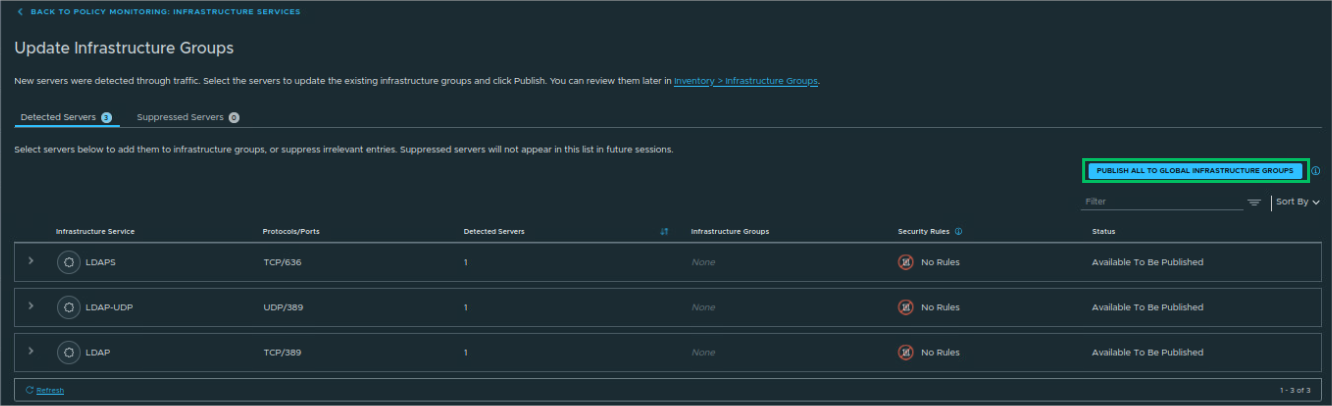 BACK TO POLICY MONITORING: INFRASTRUCTURE SERVICES
Update Infrastructure Groups
New servers were detected through traffic. Select the servers to update the existing infrastructure groups and click Publish. You can review them later in Inventory > Infrastructure Groups.
Detected Servers 3 Suppressed Servers 0
Select servers below to add them to infrastructure groups, or suppress irrelevant entries. Suppressed servers will not appear in this list in future sessions.
PUBLISH ALL TO GLOBAL INFRASTRUCTURE GROUPS
Filter Sort By
Infrastructure Service Protocols/Ports Detected Servers Infrastructure Groups Security Rules Status
LDAPS TCP/636 1 None No Rules Available To Be Published
LDAP-UDP UDP/389 1 None No Rules Available To Be Published
LDAP TCP/389 1 None No Rules Available To Be Published
Refresh 1 - 3 of 3